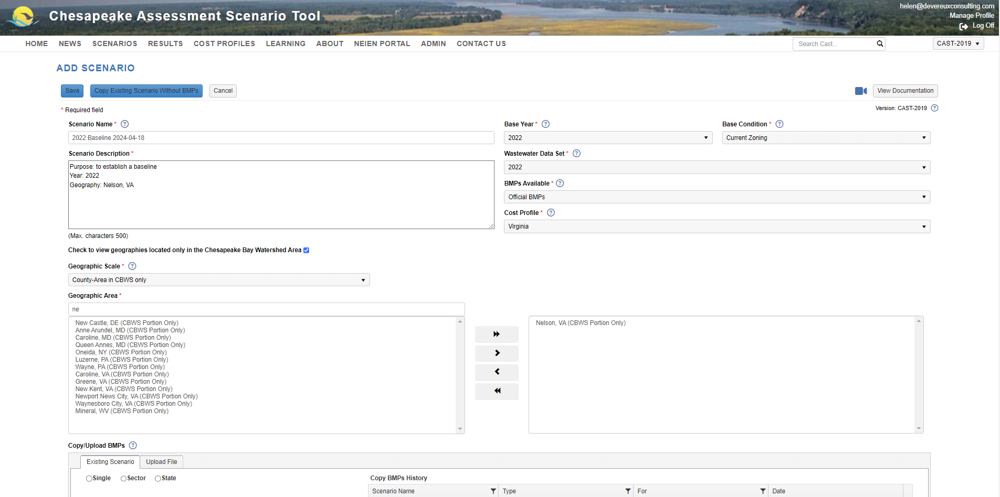 helen@devereuxconsulting.com
Chesapeake Assessment Scenario Tool
Manage Profile
Log Off
HOME NEWS SCENARIOS RESULTS COST PROFILES LEARNING ABOUT NEIEN PORTAL ADMIN CONTACT US Search Cast... CAST-2019
ADD SCENARIO
Save Copy Existing Scenario Without BMPs Cancel View Documentation
* Required field Version: CAST-2019 ?
Scenario Name * ? Base Year * ? Base Condition * ?
2022 Baseline 2024-04-18 2022 Current Zoning
Scenario Description * Wastewater Data Set * ?
Purpose: to establish a baseline 2022
Year: 2022
Geography: Nelson, VA
BMPs Available * ?
Official BMPs
Cost Profile * ?
Virginia
(Max. characters 500)
Check to view geographies located only in the Chesapeake Bay Watershed Area
Geographic Scale * ?
County-Area in CBWS only
Geographic Area *
ne
New Castle, DE (CBWS Portion Only) Nelson, VA (CBWS Portion Only)
Anne Arundel, MD (CBWS Portion Only)
Caroline, MD (CBWS Portion Only)
Queen Annes, MD (CBWS Portion Only)
Oneida, NY (CBWS Portion Only)
Luzerne, PA (CBWS Portion Only)
Wayne, PA (CBWS Portion Only)
Caroline, VA (CBWS Portion Only)
Greene, VA (CBWS Portion Only)
New Kent, VA (CBWS Portion Only)
Newport News City, VA (CBWS Portion Only)
Waynesboro City, VA (CBWS Portion Only)
Mineral, WV (CBWS Portion Only)
Copy/Upload BMPs ?
Existing Scenario Upload File
Single Sector State Copy BMPs History
Scenario Name Type For Date